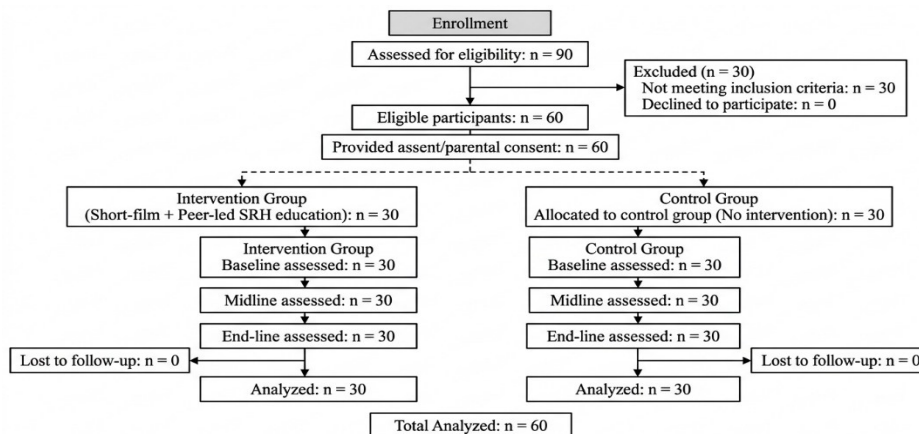 Enrollment
Assessed for eligibility: n = 90
Excluded (n = 30)
Not meeting inclusion criteria: n = 30
Declined to participate: n = 0
Eligible participants: n = 60
Provided assent/parental consent: n = 60
Intervention Group
(Short-film + Peer-led SRH education): n = 30
Control Group
Allocated to control group (No intervention): n = 30
Intervention Group
Baseline assessed: n = 30
Control Group
Baseline assessed: n = 30
Midline assessed: n = 30
Midline assessed: n = 30
End-line assessed: n = 30
End-line assessed: n = 30
Lost to follow-up: n = 0
Lost to follow-up: n = 0
Analyzed: n = 30
Analyzed: n = 30
Total Analyzed: n = 60